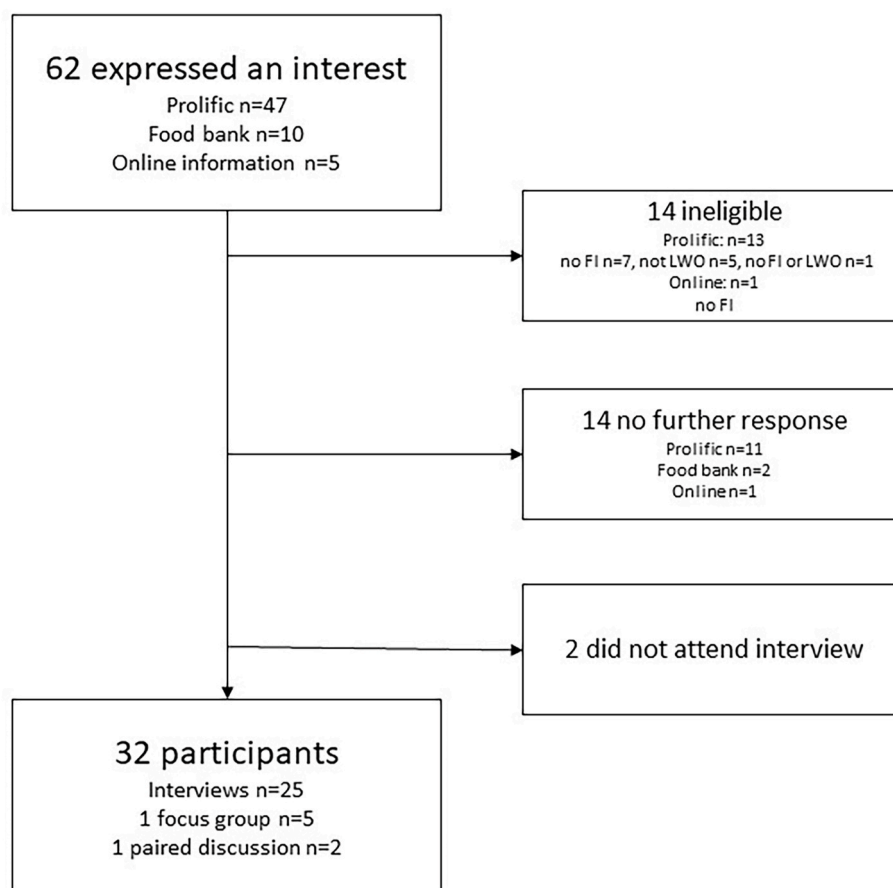 62 expressed an interest
Prolific n=47
Food bank n=10
Online information n=5
14 ineligible
Prolific: n=13
no FI n=7, not LWO n=5, no FI or LWO n=1
Online: n=1
no FI
14 no further response
Prolific n=11
Food bank n=2
Online n=1
2 did not attend interview
32 participants
Interviews n=25
1 focus group n=5
1 paired discussion n=2